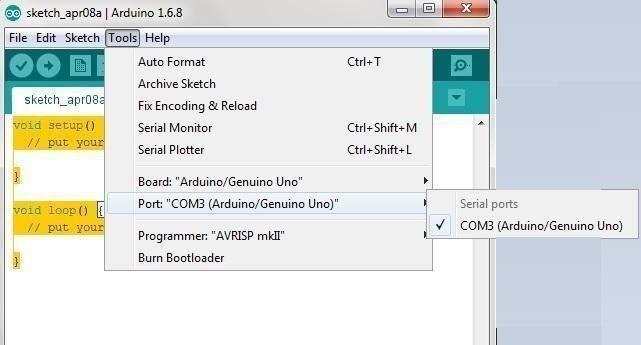 sketch_apr08a | Arduino 1.6.8
File Edit Sketch Tools Help
Auto Format Ctrl+T
Archive Sketch
Fix Encoding & Reload
Serial Monitor Ctrl+Shift+M
Serial Plotter Ctrl+Shift+L
Board: "Arduino/Genuino Uno"
Port: "COM3 (Arduino/Genuino Uno)"
Programmer: "AVRISP mkII"
Burn Bootloader
Serial ports
COM3 (Arduino/Genuino Uno)
sketch_apr08a
void setup()
// put your
}
void loop() {
// put your
}